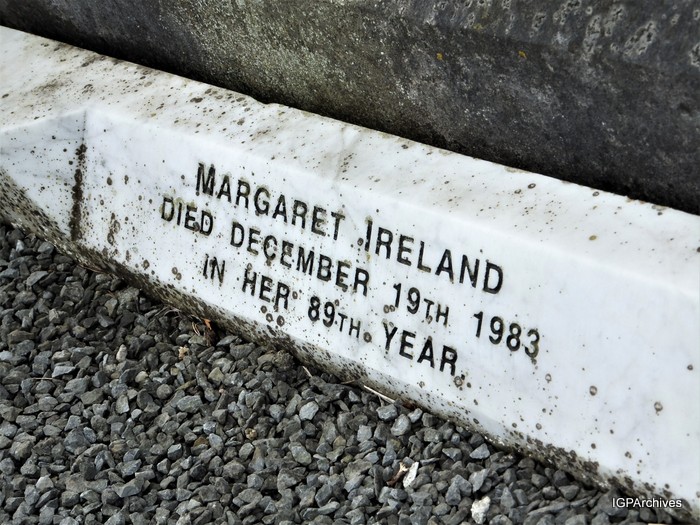 MARGARET IRELAND
DIED DECEMBER 19TH 1983
IN HER 89TH YEAR.
IGPArchives